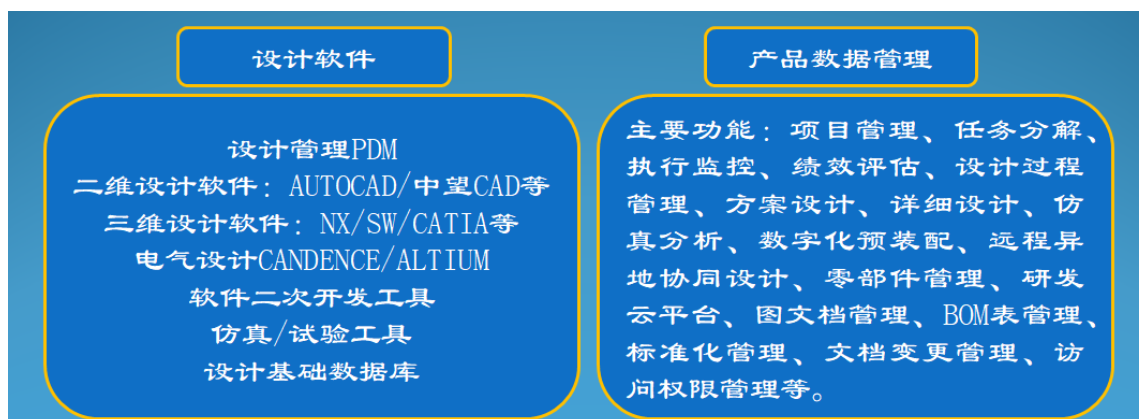 设计软件
设计管理PDM
二维设计软件：AUTOCAD/中望CAD等
三维设计软件：NX/SW/CATIA等
电气设计CANDENCE/ALTIUM
软件二次开发工具
仿真/试验工具
设计基础数据库
产品数据管理
主要功能：项目管理、任务分解、
执行监控、绩效评估、设计过程
管理、方案设计、详细设计、仿
真分析、数字化预装配、远程异
地协同设计、零部件管理、研发
云平台、图文档管理、BOM表管理、
标准化管理、文档变更管理、访
问权限管理等。